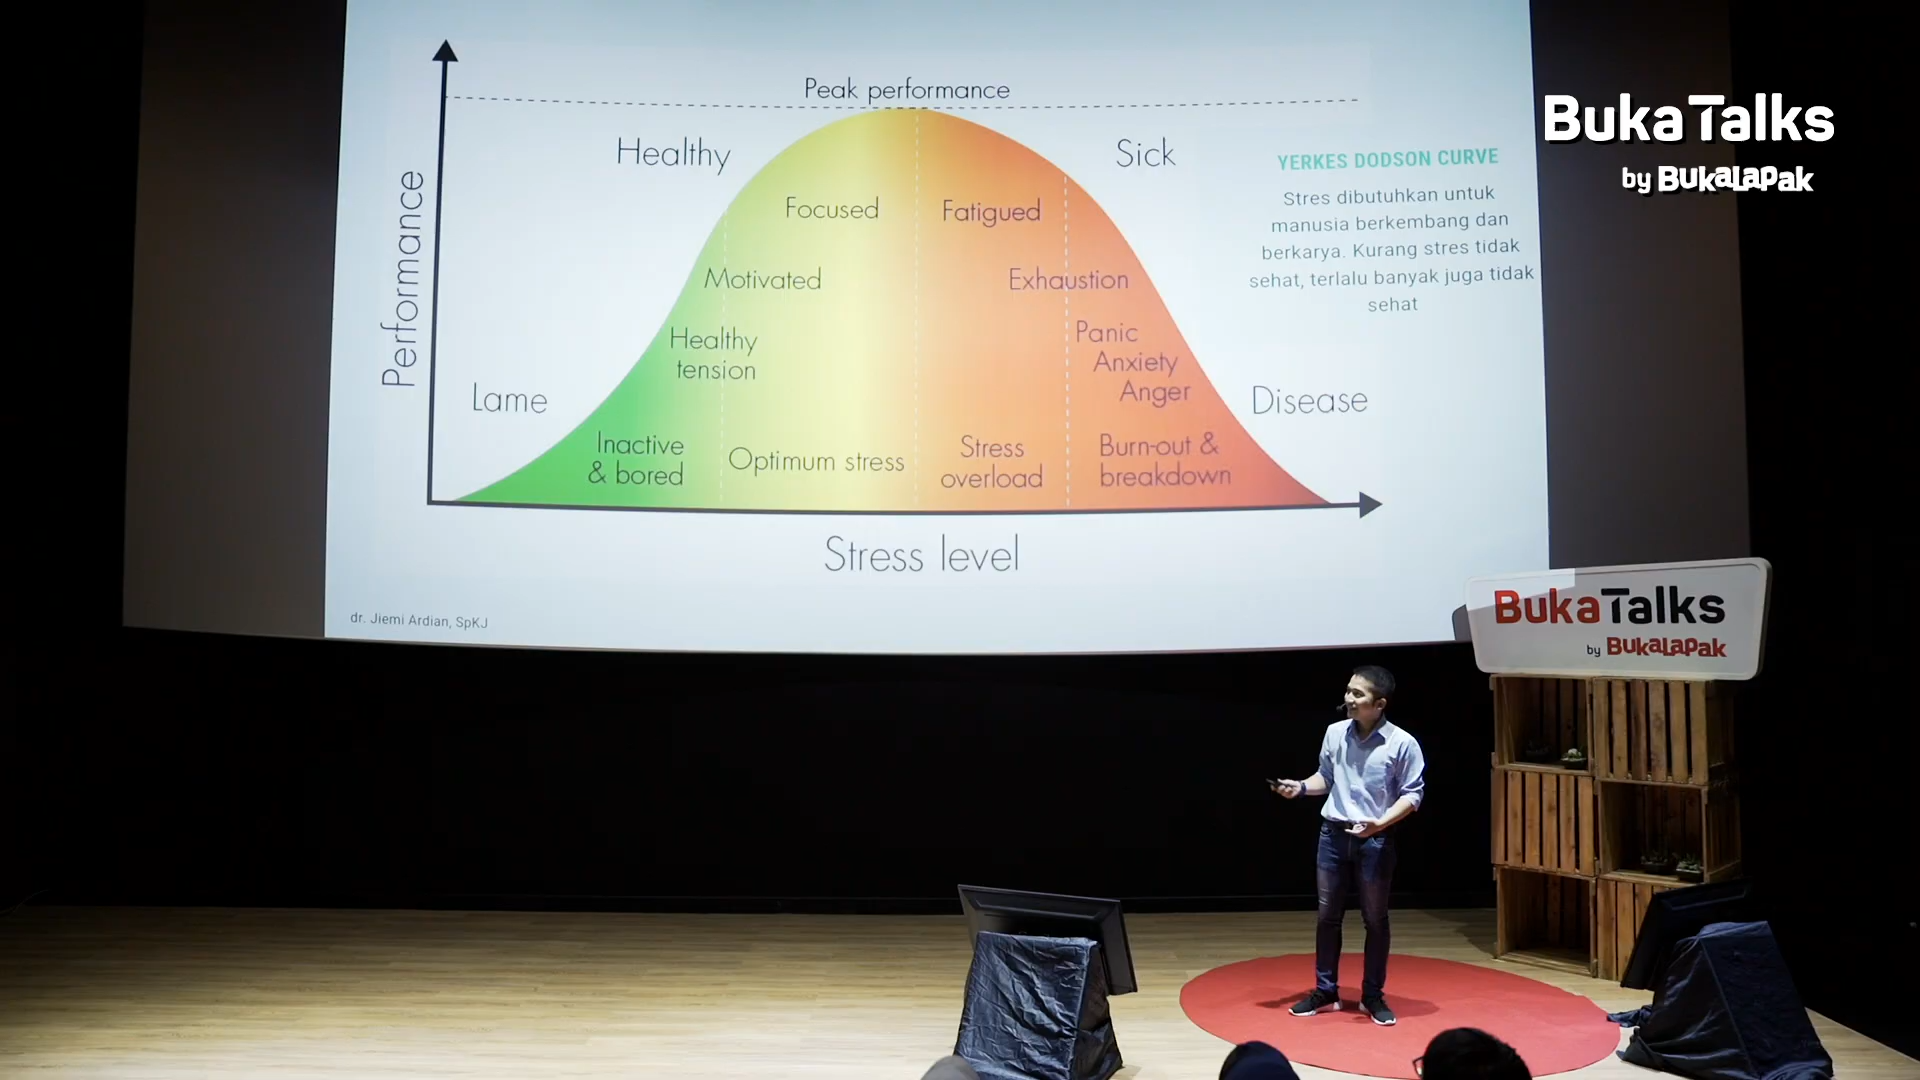 Peak performance
Healthy
Sick
Focused
Fatigued
Motivated
Exhaustion
Healthy
tension
Panic
Anxiety
Anger
Lame
Disease
Inactive
& bored
Optimum stress
Stress
overload
Burn-out &
breakdown
Performance
Stress level
YERKES DODSON CURVE
Stres dibutuhkan untuk
manusia berkembang dan
berkarya. Kurang stres tidak
sehat, terlalu banyak juga tidak
sehat
dr. Jiemi Ardian, SpKJ
BukaTalks
by BukaLapak
BukaTalks
by BukaLapak